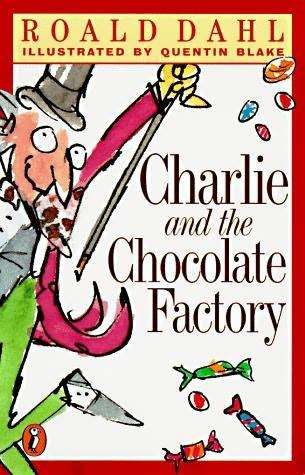 ROALD DAHL
ILLUSTRATED BY QUENTIN BLAKE
Charlie
and the
Chocolate
Factory